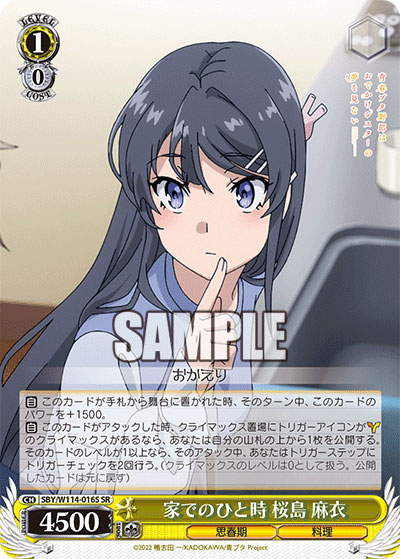 LEVEL
1
0
COST
青春ブタ野郎は
おでかけシスターの
夢を見ない
SAMPLE
おかえり
自 このカードが手札から舞台に置かれた時、そのターン中、このカードの
パワーを+1500。
自 このカードがアタックした時、クライマックス置場にトリガーアイコンが
のクライマックスがあるなら、あなたは自分の山札の上から1枚を公開する。
そのカードのレベルが1以上なら、そのアタック中、あなたはトリガーステップに
トリガーチェックを2回行う。(クライマックスのレベルは0として扱う。公開
したカードは元に戻す)
CH SBY/W114-016S SR
4500
家でのひと時 桜島 麻衣
思春期
料理
©2022 鴨志田 一/KADOKAWA/青ブタ Project